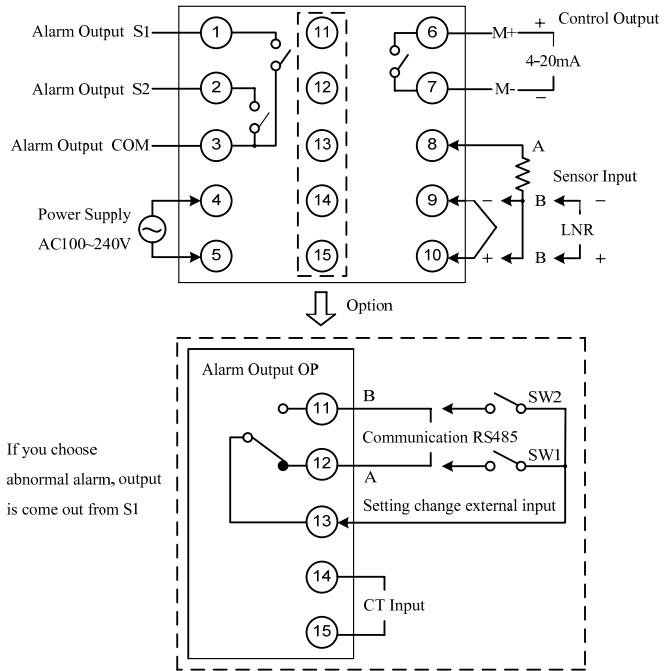 Alarm Output S1
1
11
6
M+
+
Control Output
4-20mA
Alarm Output S2
2
12
7
M-
−
Alarm Output COM
3
13
8
A
Sensor Input
Power Supply
AC100~240V
4
14
9
−
B
−
LNR
5
15
10
+
B
+
Option
Alarm Output OP
11
B
SW2
Communication RS485
If you choose
abnormal alarm, output
is come out from S1
12
A
SW1
Setting change external input
13
14
CT Input
15